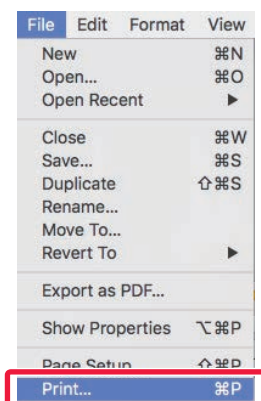 File Edit Format View
New ⌘N
Open... ⌘O
Open Recent ▶
Close ⌘W
Save... ⌘S
Duplicate ⇧⌘S
Rename...
Move To...
Revert To ▶
Export as PDF...
Show Properties ⌥⌘P
Page Setup ⇧⌘P
Print... ⌘P